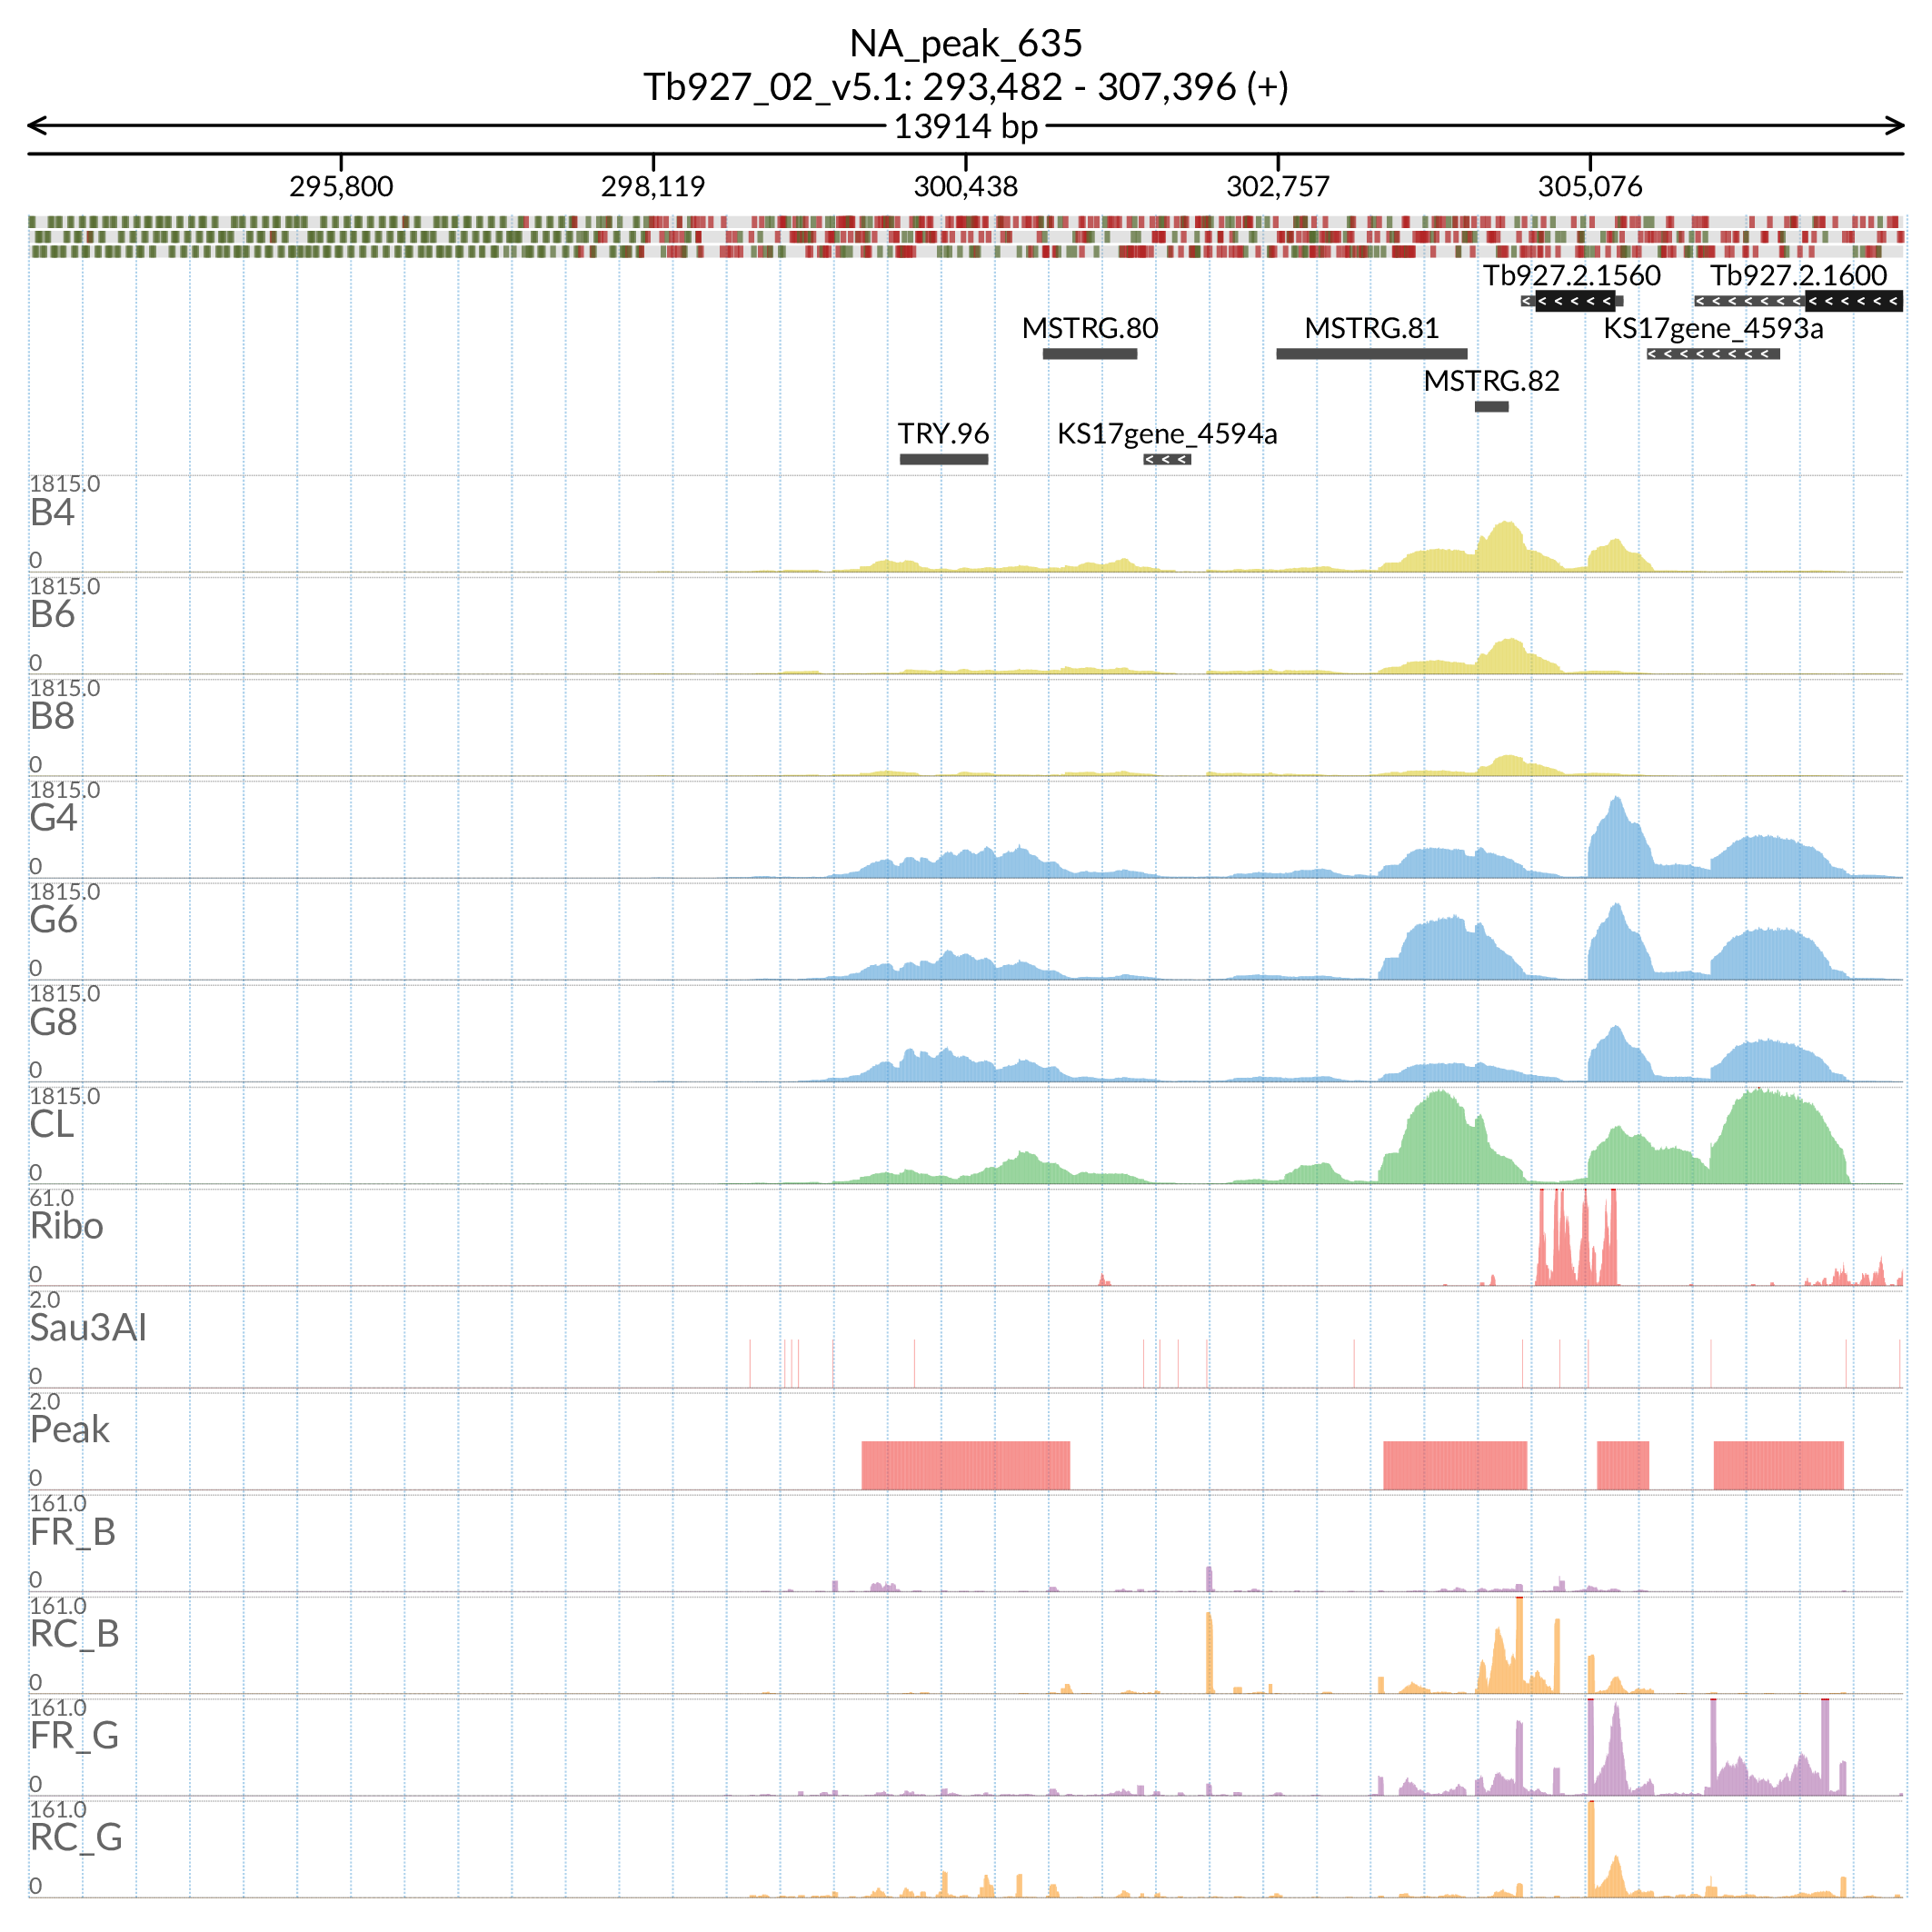 NA_peak_635
Tb927_02_v5.1: 293,482 - 307,396 (+)
13914 bp
295,800 298,119 300,438 302,757 305,076
Tb927.2.1560 Tb927.2.1600
MSTRG.80 MSTRG.81 KS17gene_4593a
MSTRG.82
TRY.96 KS17gene_4594a
1815.0
B4
0
1815.0
B6
0
1815.0
B8
0
1815.0
G4
0
1815.0
G6
0
1815.0
G8
0
1815.0
CL
0
61.0
Ribo
0
2.0
Sau3AI
0
2.0
Peak
0
161.0
FR_B
0
161.0
RC_B
0
161.0
FR_G
0
161.0
RC_G
0